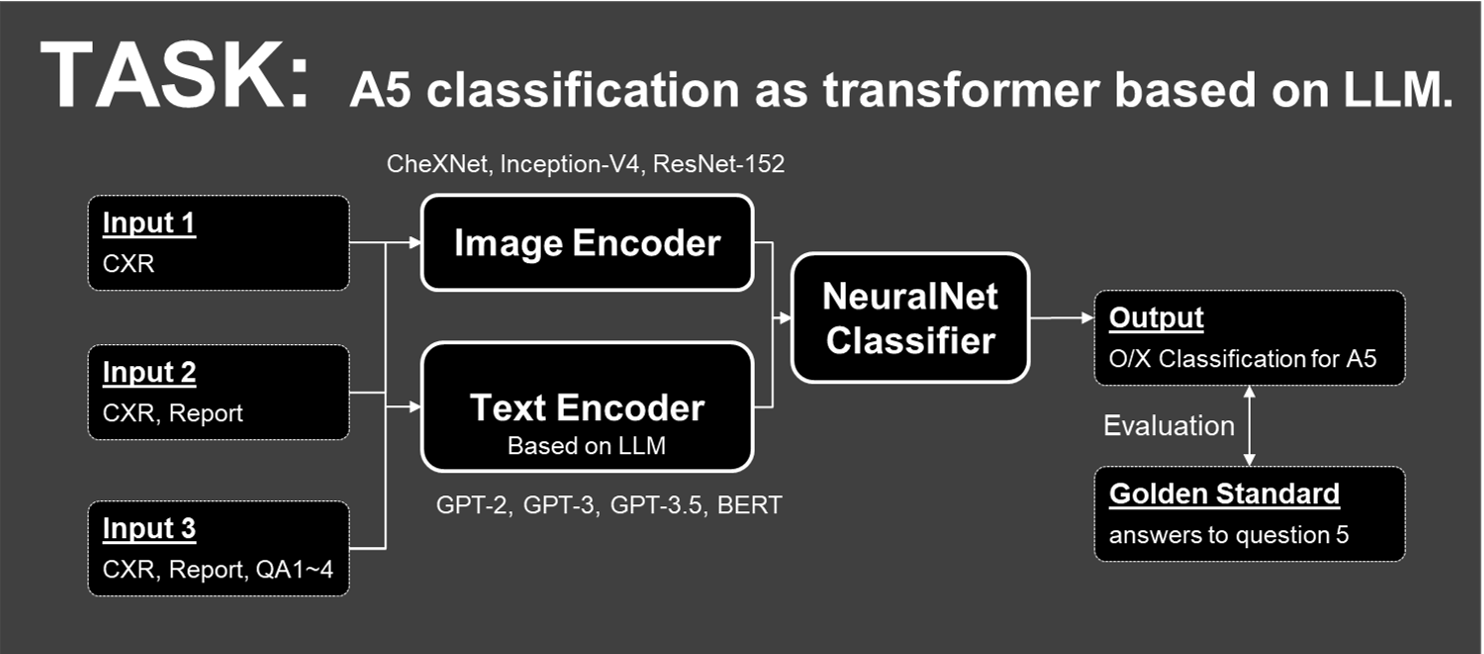 TASK: A5 classification as transformer based on LLM.
CheXNet, Inception-V4, ResNet-152
Input 1
CXR
Image Encoder
NeuralNet
Classifier
Output
O/X Classification for A5
Input 2
CXR, Report
Text Encoder
Based on LLM
Evaluation
GPT-2, GPT-3, GPT-3.5, BERT
Golden Standard
answers to question 5
Input 3
CXR, Report, QA1~4